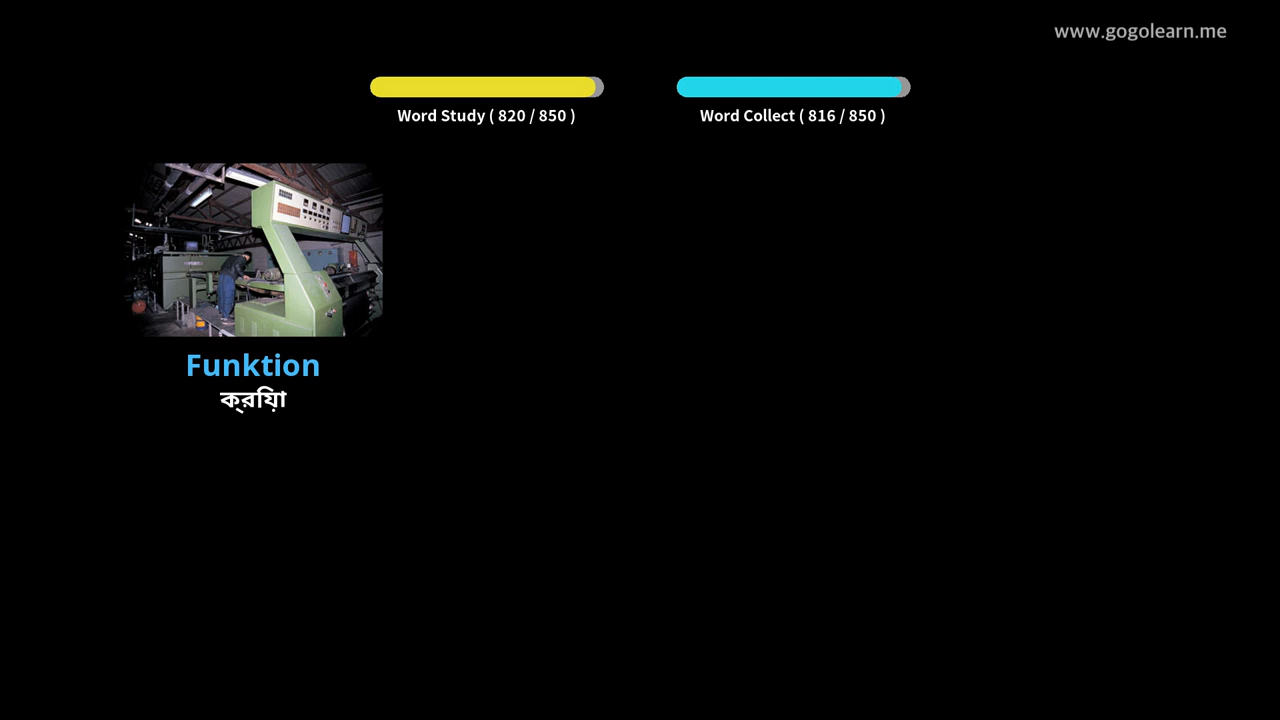 www.gogolearn.me
Word Study ( 820 / 850 )
Word Collect ( 816 / 850 )
Funktion
ক্রিয়া